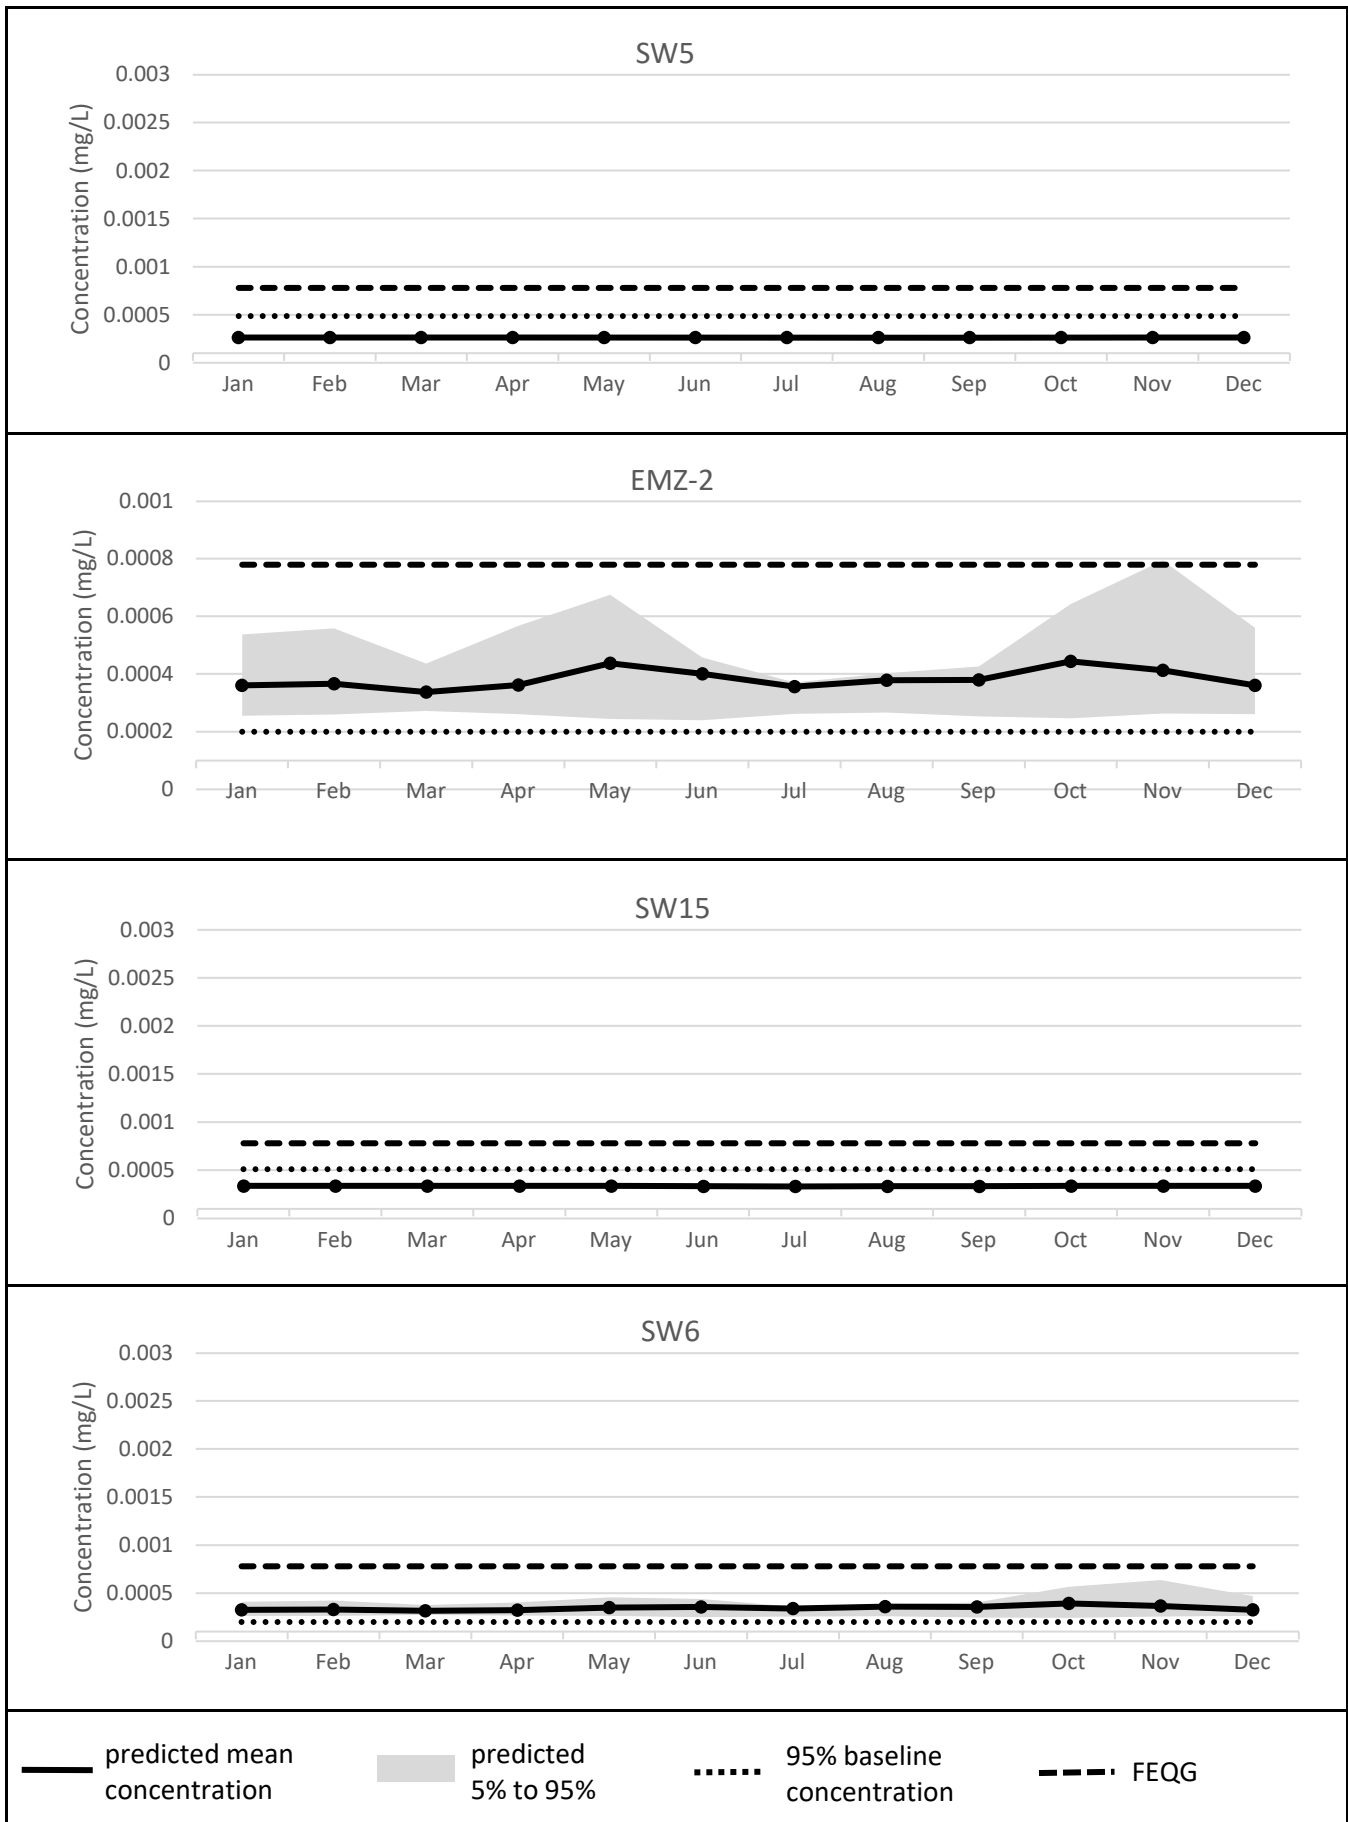 SW5
Concentration (mg/L)
0.003
0.0025
0.002
0.0015
0.001
0.0005
0
Jan Feb Mar Apr May Jun Jul Aug Sep Oct Nov Dec
EMZ-2
Concentration (mg/L)
0.001
0.0008
0.0006
0.0004
0.0002
0
Jan Feb Mar Apr May Jun Jul Aug Sep Oct Nov Dec
SW15
Concentration (mg/L)
0.003
0.0025
0.002
0.0015
0.001
0.0005
0
Jan Feb Mar Apr May Jun Jul Aug Sep Oct Nov Dec
SW6
Concentration (mg/L)
0.003
0.0025
0.002
0.0015
0.001
0.0005
0
Jan Feb Mar Apr May Jun Jul Aug Sep Oct Nov Dec
predicted mean
concentration
predicted
5% to 95%
95% baseline
concentration
FEQG